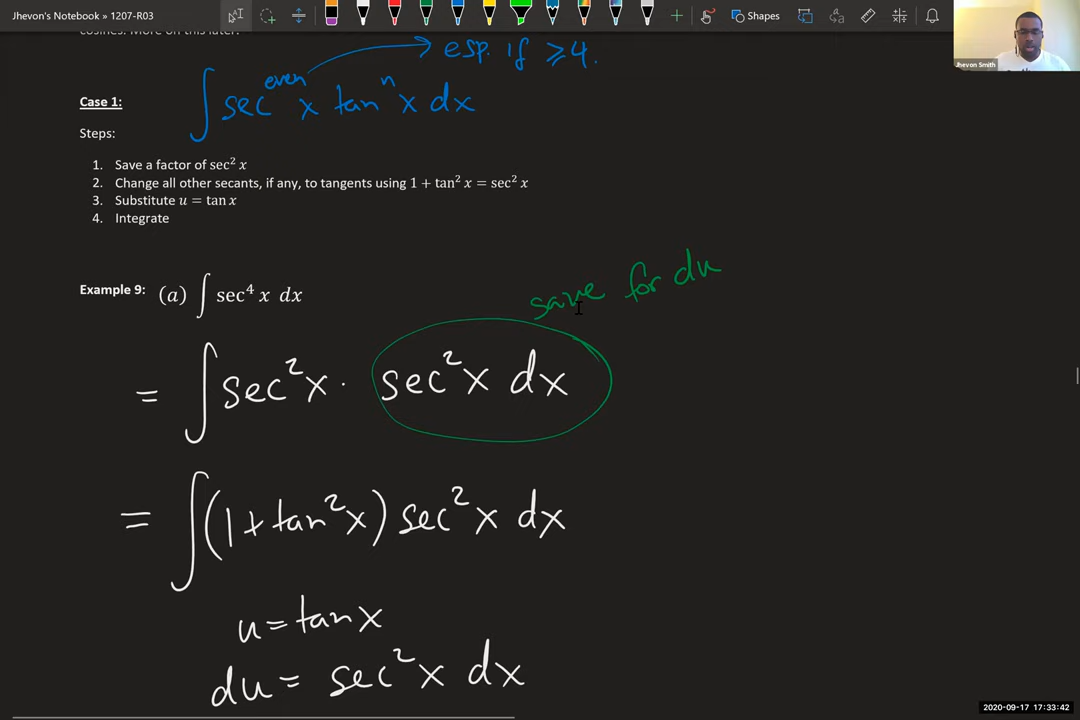 Jhevon's Notebook » 1207-R03
Shapes
Jhevon Smith
cosines. More on this later.
esp. if ≥4.
∫ sec^even x tan^n x dx
Case 1:
Steps:
1. Save a factor of sec² x
2. Change all other secants, if any, to tangents using 1 + tan² x = sec² x
3. Substitute u = tan x
4. Integrate
save for du
Example 9: (a) ∫ sec⁴ x dx
= ∫ sec²x · sec²x dx
= ∫ (1+tan²x) sec²x dx
u = tan x
du = sec²x dx
2020-09-17 17:33:42